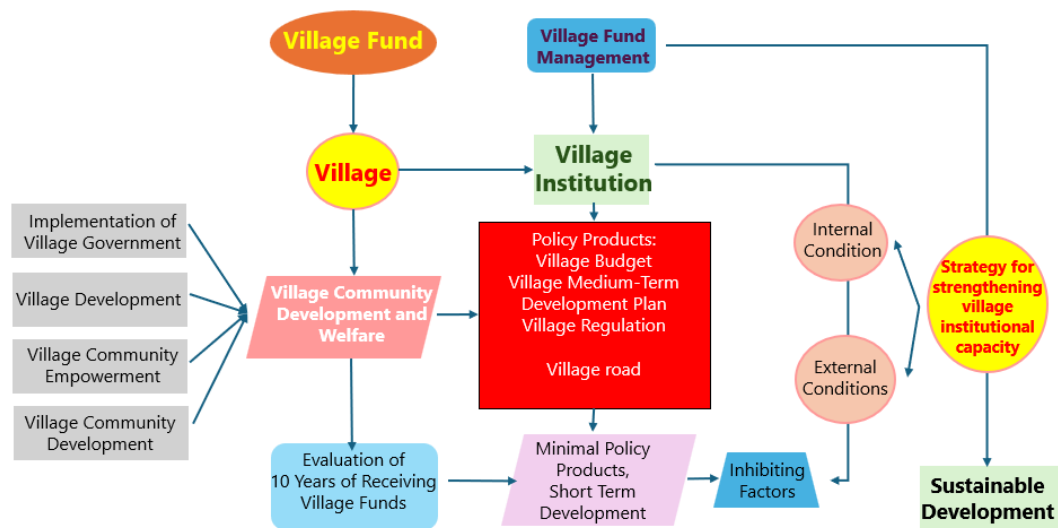 Village Fund
Village Fund
Management
Village
Village
Institution
Implementation of
Village Government
Village Development
Village Community
Empowerment
Village Community
Development
Village Community
Development and
Welfare
Policy Products:
Village Budget
Village Medium-Term
Development Plan
Village Regulation
Village road
Internal
Condition
External
Conditions
Strategy for
strengthening
village
institutional
capacity
Evaluation of
10 Years of Receiving
Village Funds
Minimal Policy
Products,
Short Term
Development
Inhibiting
Factors
Sustainable
Development